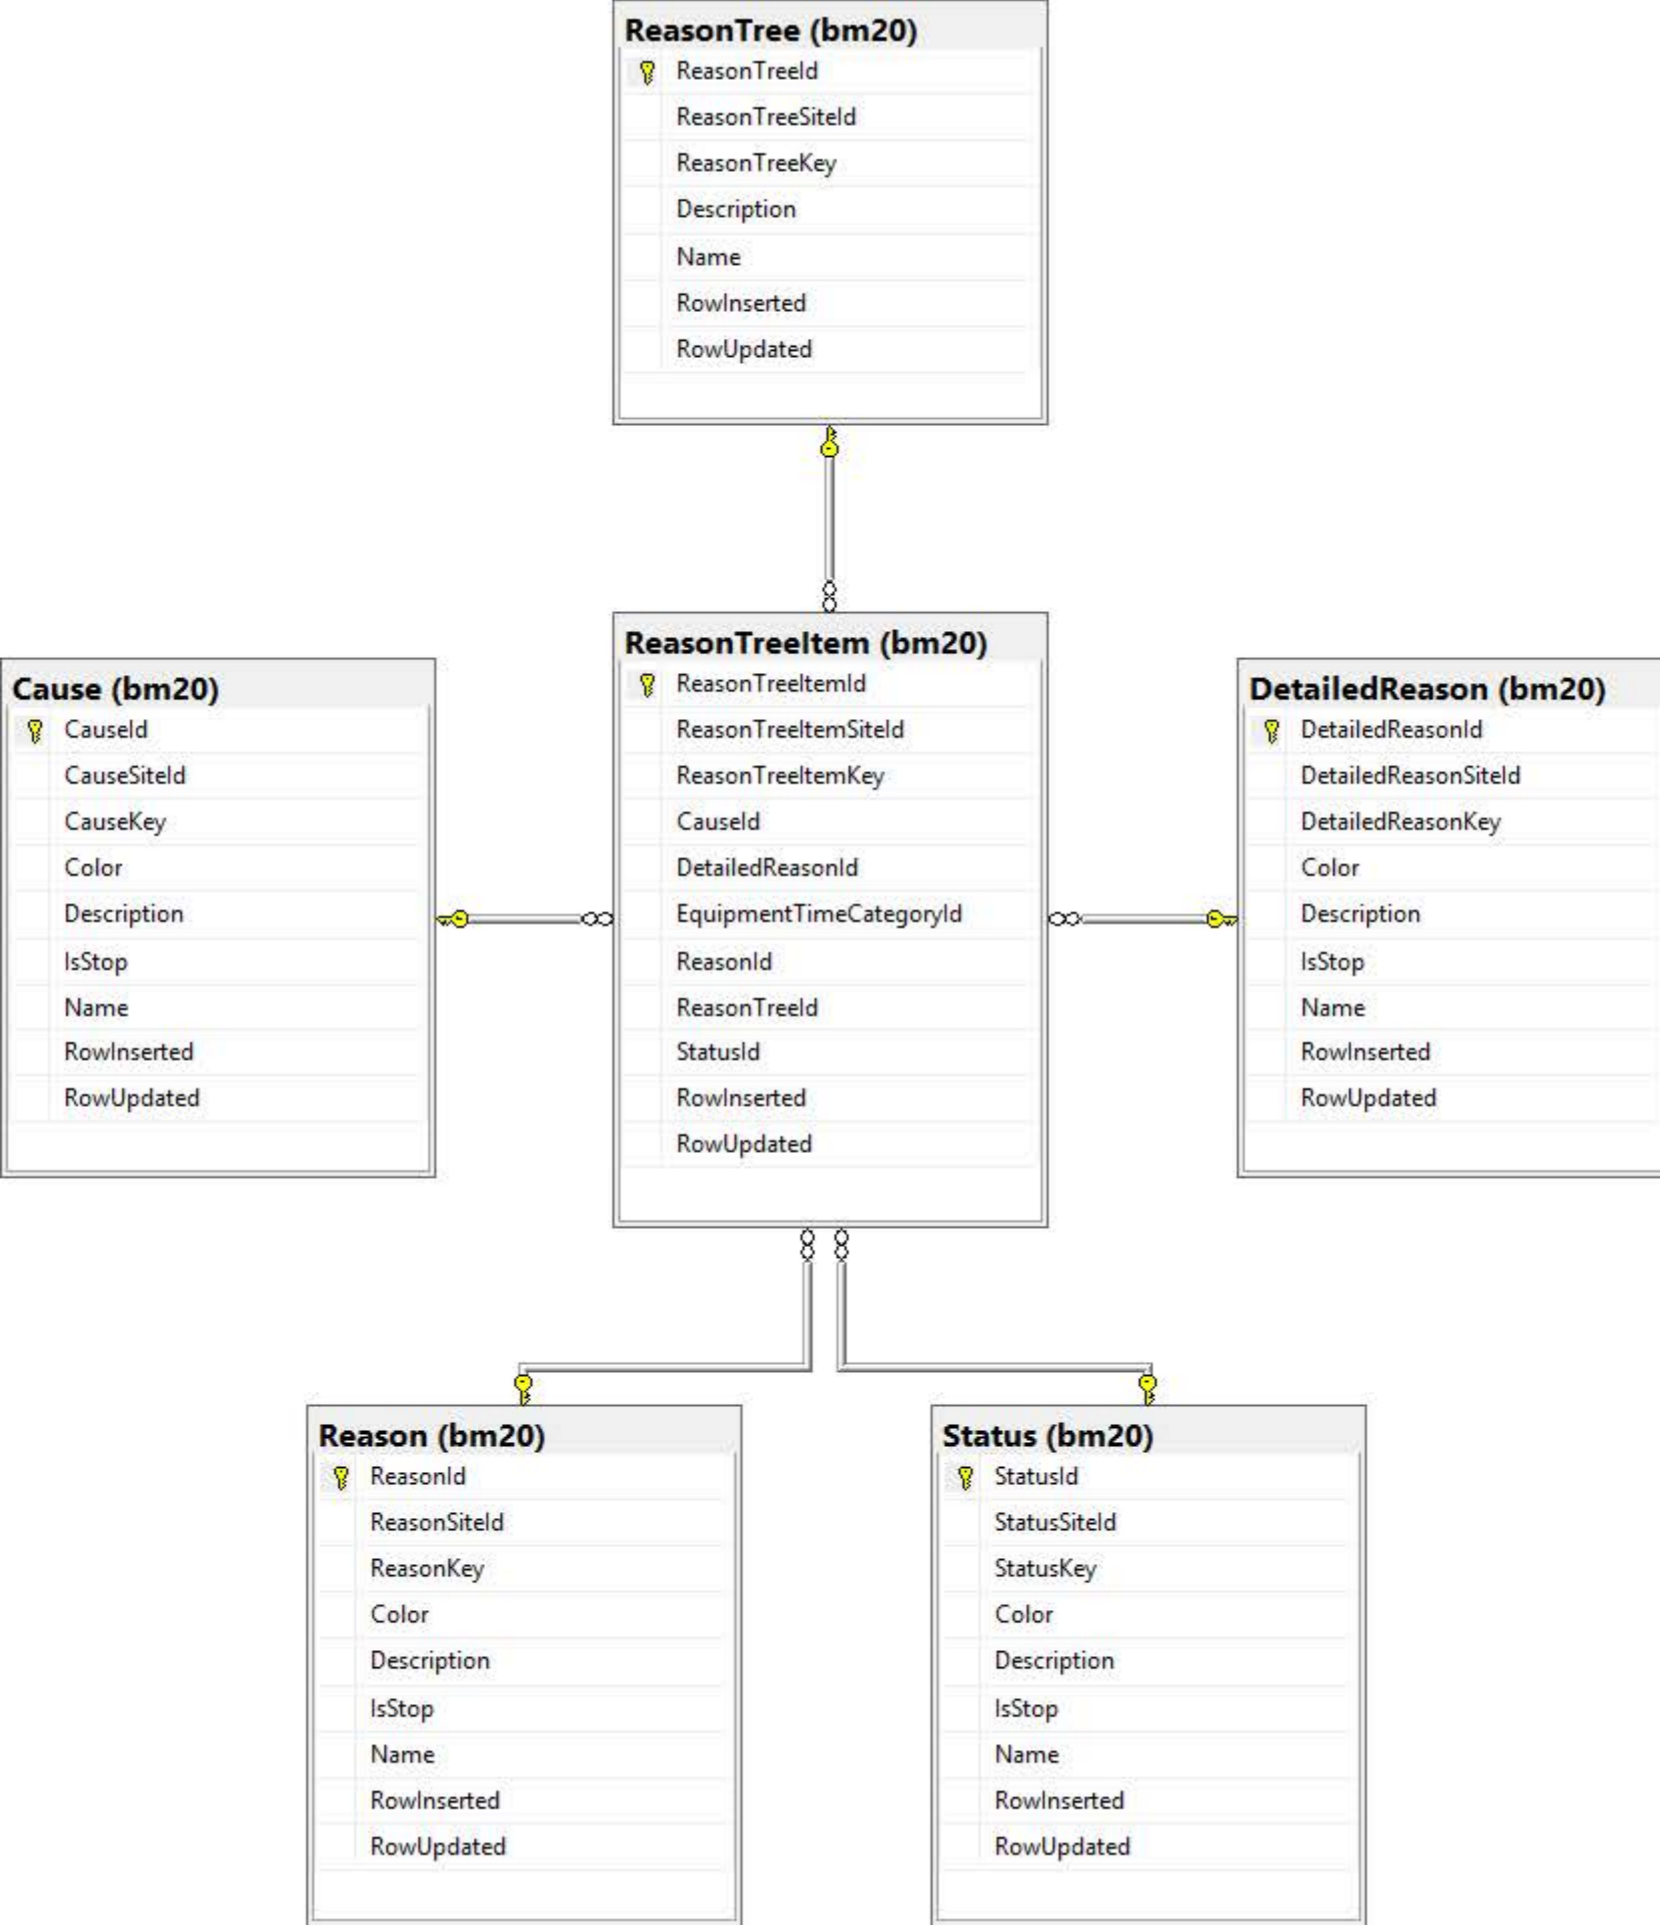 ReasonTree (bm20)
ReasonTreeId
ReasonTreeSiteId
ReasonTreeKey
Description
Name
RowInserted
RowUpdated
Cause (bm20)
CauseId
CauseSiteId
CauseKey
Color
Description
IsStop
Name
RowInserted
RowUpdated
ReasonTreeItem (bm20)
ReasonTreeItemId
ReasonTreeItemSiteId
ReasonTreeItemKey
CauseId
DetailedReasonId
EquipmentTimeCategoryId
ReasonId
ReasonTreeId
StatusId
RowInserted
RowUpdated
DetailedReason (bm20)
DetailedReasonId
DetailedReasonSiteId
DetailedReasonKey
Color
Description
IsStop
Name
RowInserted
RowUpdated
Reason (bm20)
ReasonId
ReasonSiteId
ReasonKey
Color
Description
IsStop
Name
RowInserted
RowUpdated
Status (bm20)
StatusId
StatusSiteId
StatusKey
Color
Description
IsStop
Name
RowInserted
RowUpdated